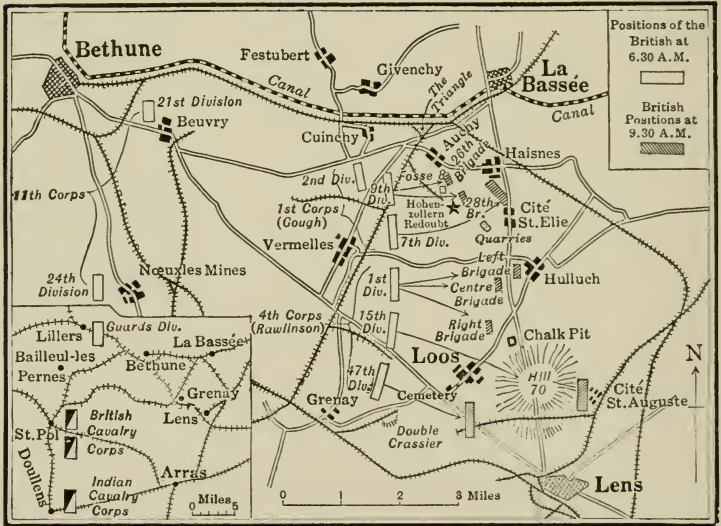 Positions of the
British at
6.30 A.M.
British
Positions at
9.30 A.M.
Bethune
Festubert
Givenchy
The Triangle
La
Bassée
Canal
Canal
21st Division
Beuvry
Cuinchy
Auchy
26th
Brigade
Haisnes
2nd Div.
Fosse 8
9th
Div.
11th Corps
1st Corps
(Gough)
Hohen-
zollern
Redoubt
28th
Br.
Cité
St. Elie
Vermelles
7th Div.
Quarries
24th
Division
Nœuxles Mines
1st
Div.
Left
Brigade
Centre
Brigade
Hulluch
4th Corps
(Rawlinson)
15th
Div.
Right
Brigade
Chalk Pit
N
Loos
47th
Div.
Cemetery
Hill
70
Cité
St. Auguste
Grenay
Double
Crassier
Lens
0 1 2 3 Miles
Lillers
Guards Div.
La Bassée
Bailleul-les
Pernes
Bethune
Grenay
Lens
St. Pol
British
Cavalry
Corps
Doullens
Arras
Indian
Cavalry
Corps
Miles
0 5